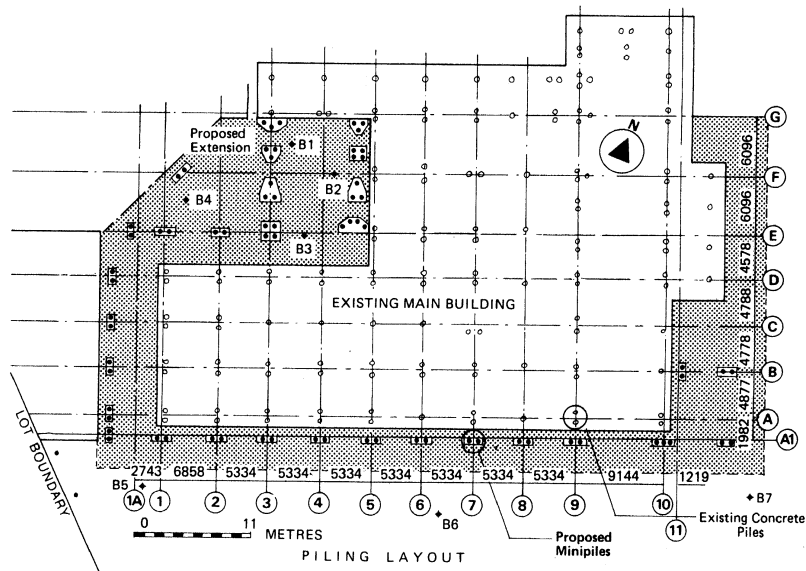 N
G
Proposed
Extension
B1
6096
F
B2
B4
6096
E
B3
4578
D
4788
EXISTING MAIN BUILDING
C
4778
B
4877
A
1982
A1
LOT BOUNDARY
2743 6858 5334 5334 5334 5334 5334 5334 9144 1219
B5
1A 1 2 3 4 5 6 7 8 9 10
11
B6
B7
0 11 METRES
Proposed
Minipiles
Existing Concrete
Piles
PILING LAYOUT